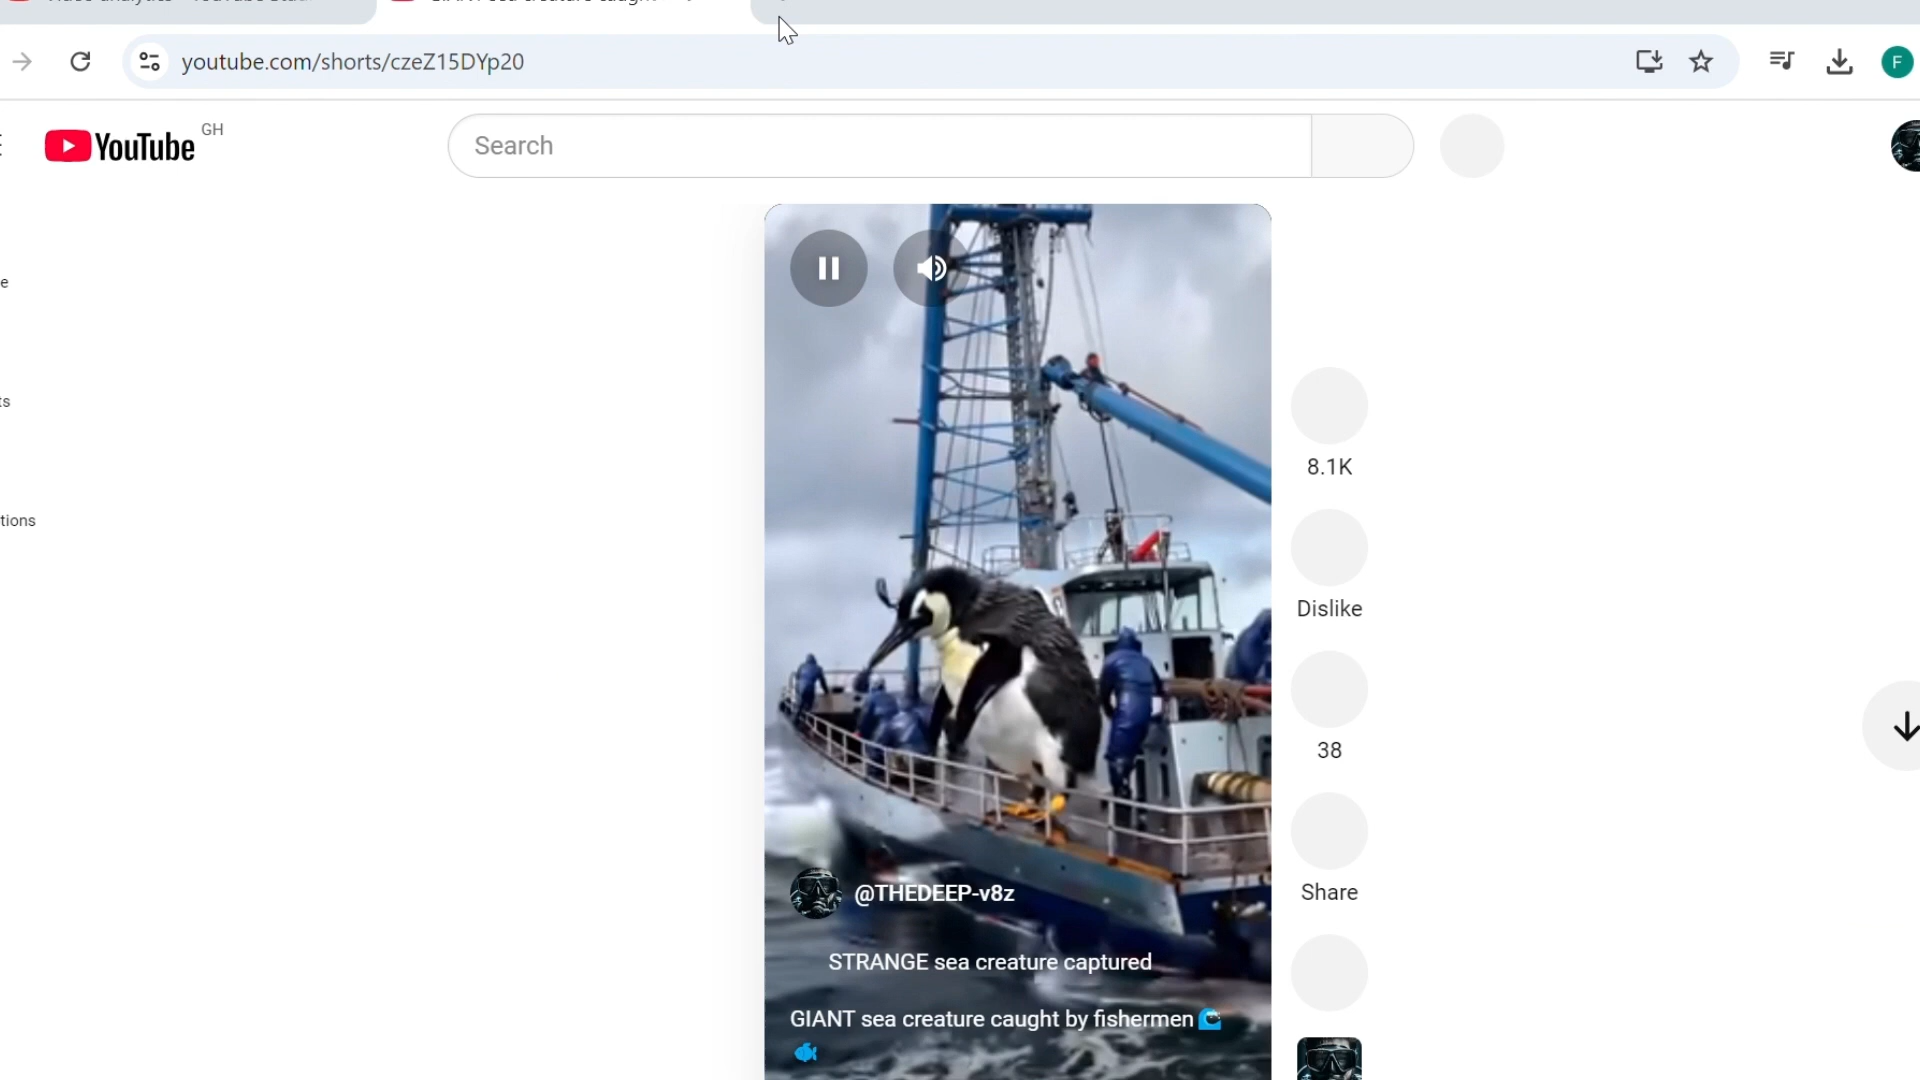 youtube.com/shorts/czeZ15DYp20
F
YouTube GH
Search
e
ts
tions
8.1K
Dislike
38
Share
@THEDEEP-v8z
STRANGE sea creature captured
GIANT sea creature caught by fishermen 🌊
🐟